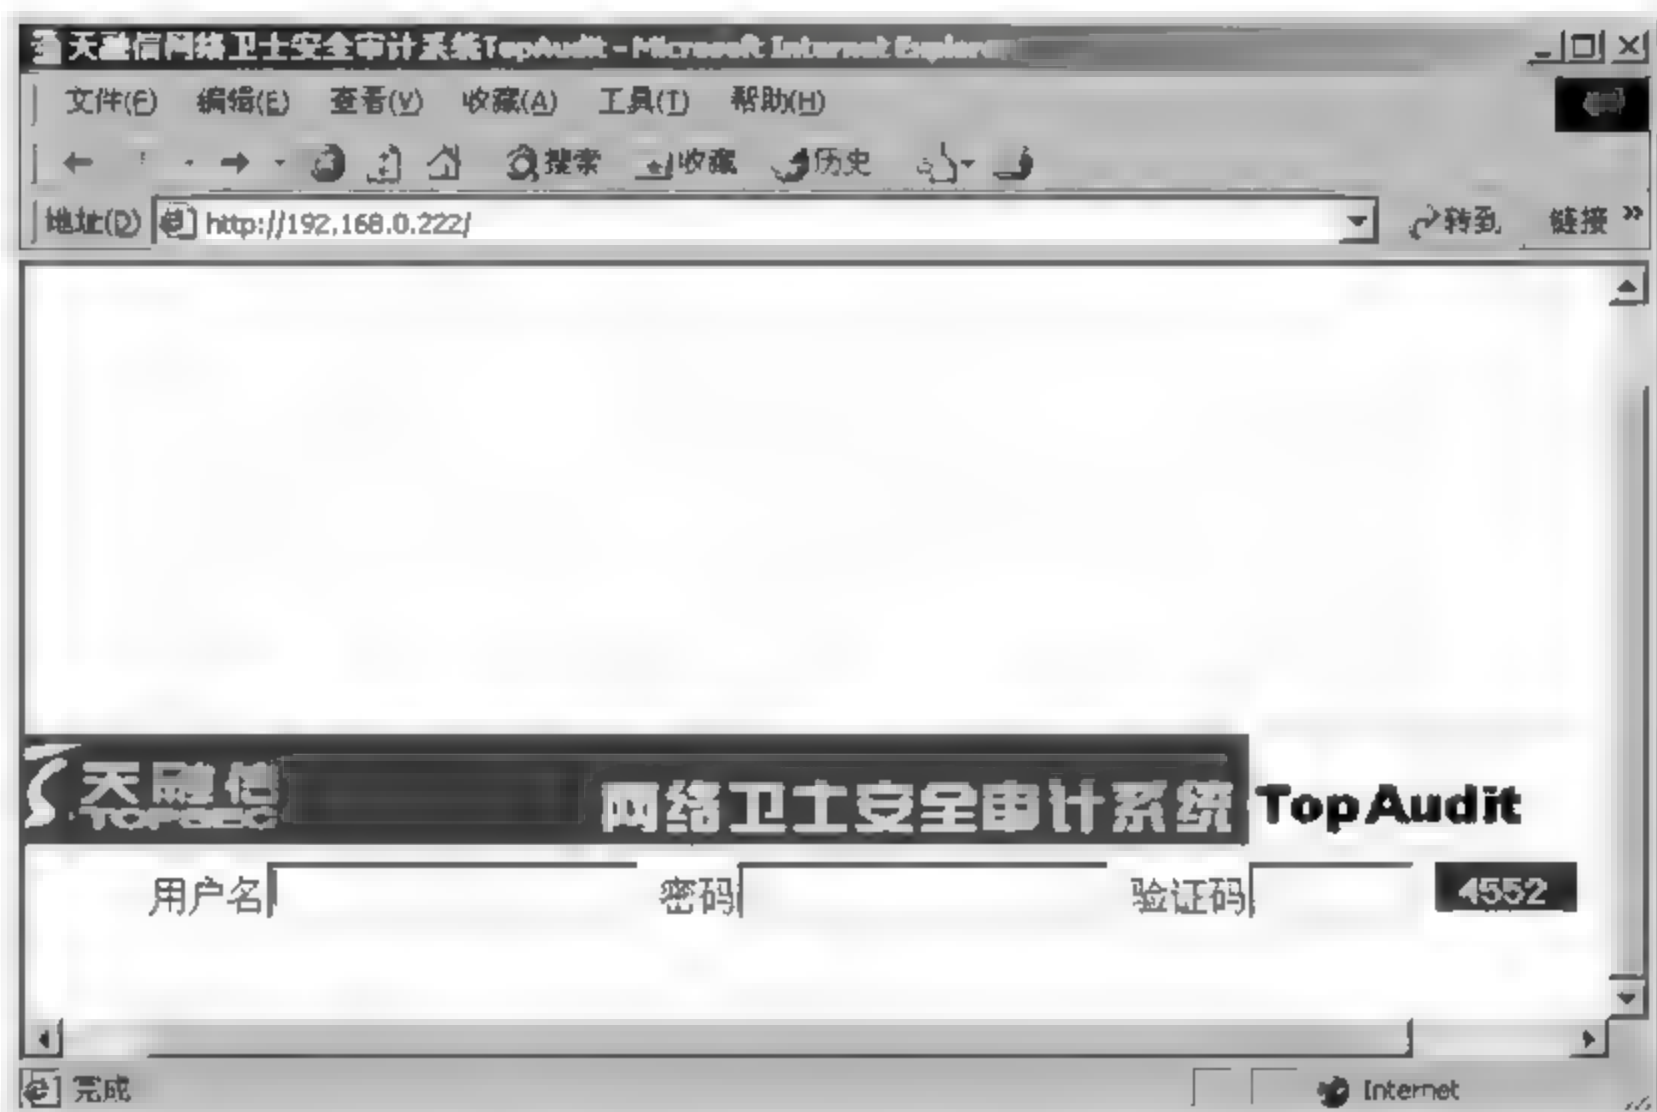 天融信网络卫士安全审计系统TopAudit - Microsoft Internet Explorer
文件(F) 编辑(E) 查看(V) 收藏(A) 工具(T) 帮助(H)
搜索 收藏 历史
地址(D) http://192.168.0.222/ 转到 链接 »
天融信
TOPSEC
网络卫士安全审计系统 TopAudit
用户名 密码 验证码 4552
完成 Internet